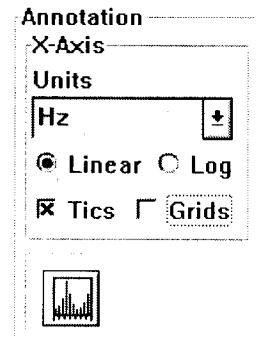 Annotation
X-Axis
Units
Hz
Linear Log
Tics Grids